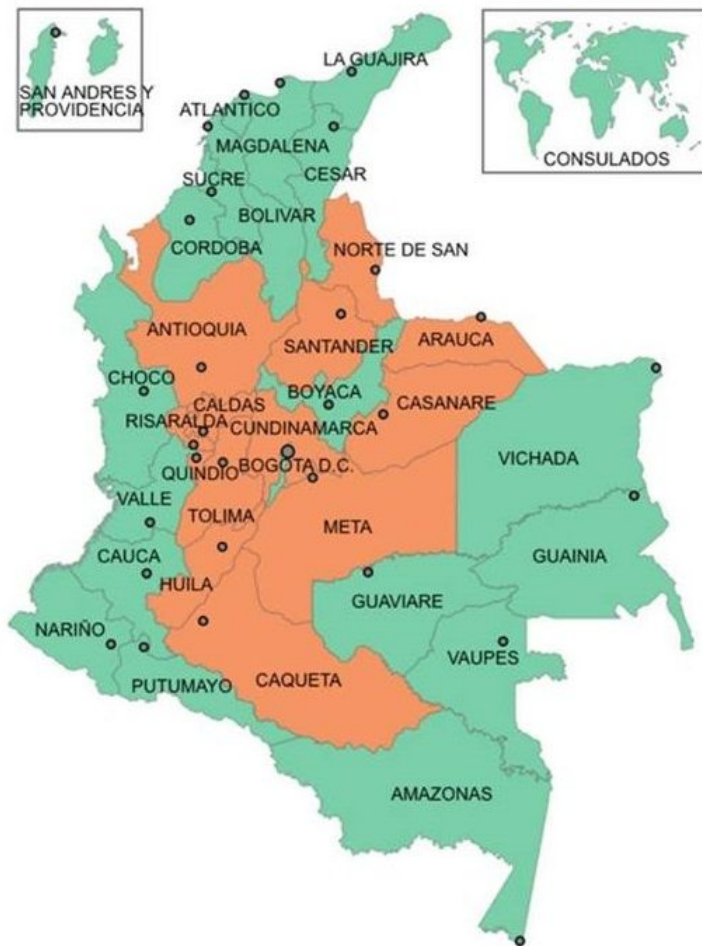 SAN ANDRES Y
PROVIDENCIA
LA GUAJIRA
CONSULADOS
ATLANTICO
MAGDALENA
CESAR
SUCRE
BOLIVAR
CORDOBA
NORTE DE SAN
ANTIOQUIA
SANTANDER
ARAUCA
CHOCO
BOYACA
CALDAS
CASANARE
RISARALDA
CUNDINAMARCA
QUINDIO
BOGOTA D.C.
VICHADA
VALLE
TOLIMA
META
CAUCA
GUAINIA
HUILA
GUAVIARE
NARIÑO
VAUPES
PUTUMAYO
CAQUETA
AMAZONAS